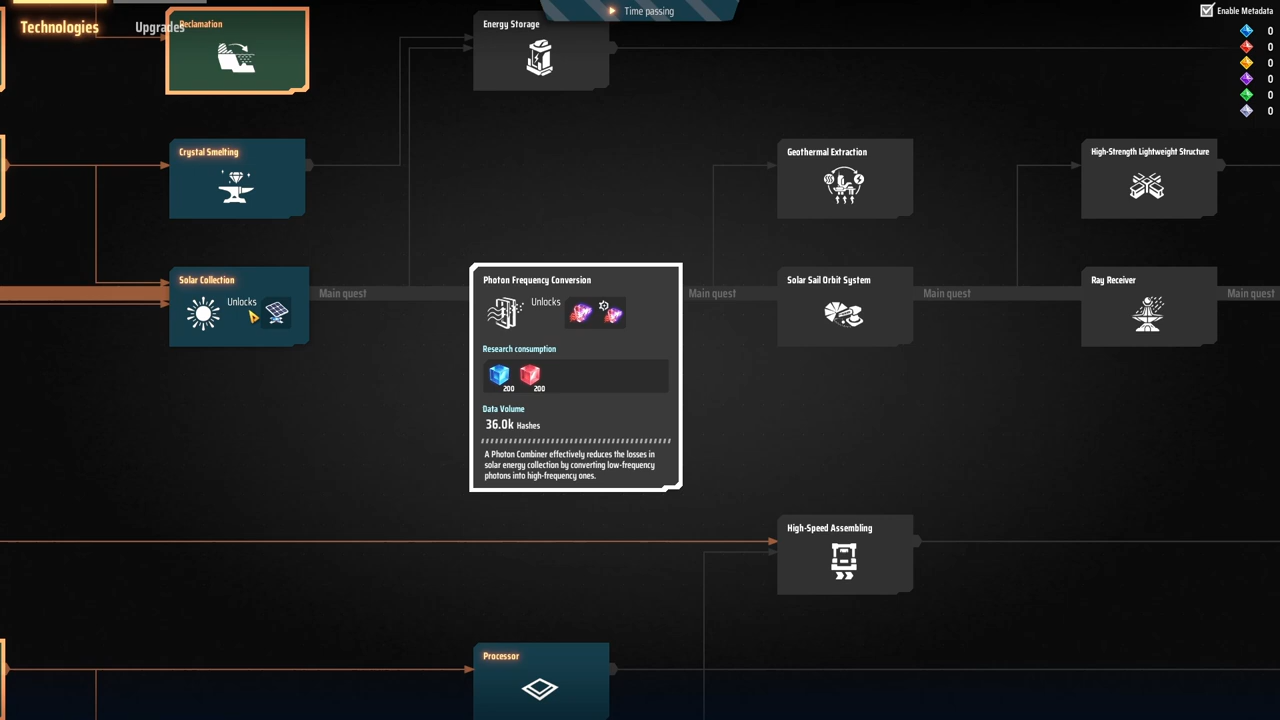 Time passing
Enable Metadata
Technologies
Upgrades
Reclamation
Energy Storage
0
0
0
0
0
0
Crystal Smelting
Geothermal Extraction
High-Strength Lightweight Structure
Solar Collection
Unlocks
Main quest
Photon Frequency Conversion
Unlocks
Research consumption
200
200
Data Volume
36.0k Hashes
A Photon Combiner effectively reduces the losses in
solar energy collection by converting low-frequency
photons into high-frequency ones.
Main quest
Solar Sail Orbit System
Main quest
Ray Receiver
Main quest
High-Speed Assembling
Processor